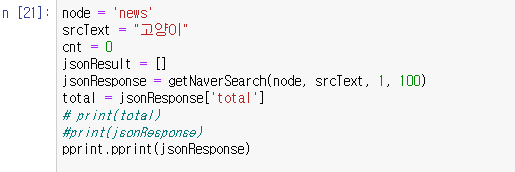 n [21]: node = 'news'
srcText = "고양이"
cnt = 0
jsonResult = []
jsonResponse = getNaverSearch(node, srcText, 1, 100)
total = jsonResponse['total']
# print(total)
#print(jsonResponse)
pprint.pprint(jsonResponse)